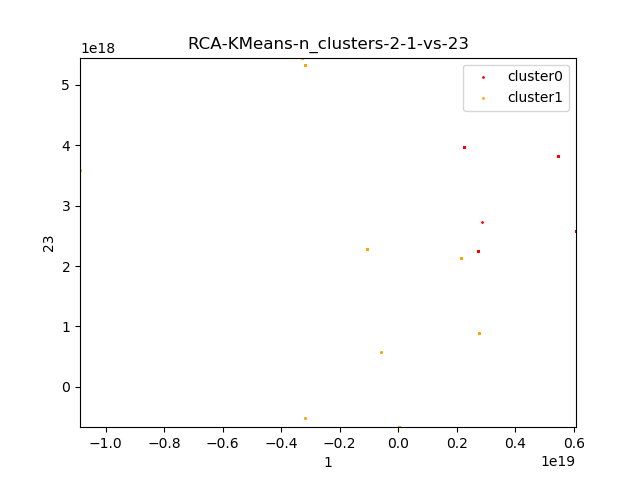 RCA-KMeans-n_clusters-2-1-vs-23
1e18
cluster0
cluster1
5
4
3
2
1
0
23
−1.0 −0.8 −0.6 −0.4 −0.2 0.0 0.2 0.4 0.6
1
1e19